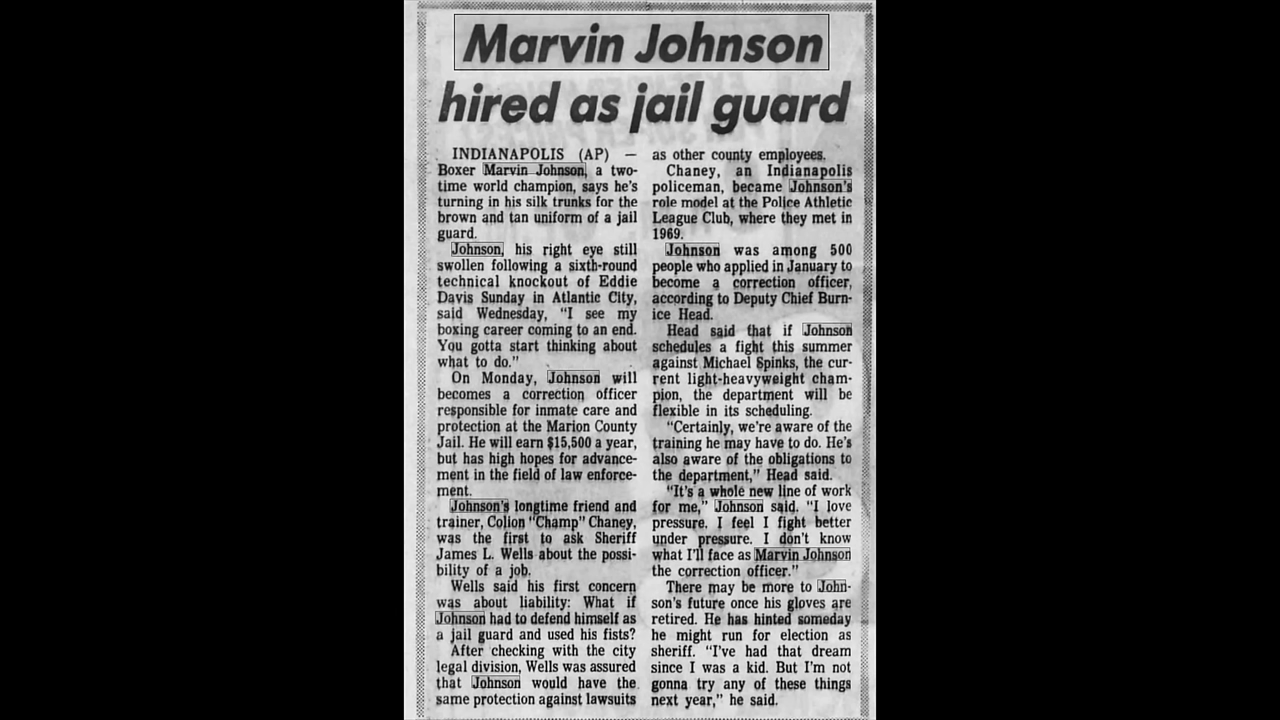 Marvin Johnson
hired as jail guard
INDIANAPOLIS (AP) —
Boxer Marvin Johnson, a two-
time world champion, says he's
turning in his silk trunks for the
brown and tan uniform of a jail
guard.
Johnson, his right eye still
swollen following a sixth-round
technical knockout of Eddie
Davis Sunday in Atlantic City,
said Wednesday, "I see my
boxing career coming to an end.
You gotta start thinking about
what to do."
On Monday, Johnson will
becomes a correction officer
responsible for inmate care and
protection at the Marion County
Jail. He will earn $15,500 a year,
but has high hopes for advance-
ment in the field of law enforce-
ment.
Johnson's longtime friend and
trainer, Colion "Champ" Chaney,
was the first to ask Sheriff
James L. Wells about the possi-
bility of a job.
Wells said his first concern
was about liability: What if
Johnson had to defend himself as
a jail guard and used his fists?
After checking with the city
legal division, Wells was assured
that Johnson would have the
same protection against lawsuits
as other county employees.
Chaney, an Indianapolis
policeman, became Johnson's
role model at the Police Athletic
League Club, where they met in
1969.
Johnson was among 500
people who applied in January to
become a correction officer,
according to Deputy Chief Burn-
ice Head.
Head said that if Johnson
schedules a fight this summer
against Michael Spinks, the cur-
rent light-heavyweight cham-
pion, the department will be
flexible in its scheduling.
"Certainly, we're aware of the
training he may have to do. He's
also aware of the obligations to
the department," Head said.
"It's a whole new line of work
for me," Johnson said. "I love
pressure. I feel I fight better
under pressure. I don't know
what I'll face as Marvin Johnson
the correction officer."
There may be more to John-
son's future once his gloves are
retired. He has hinted someday
he might run for election as
sheriff. "I've had that dream
since I was a kid. But I'm not
gonna try any of these things
next year," he said.